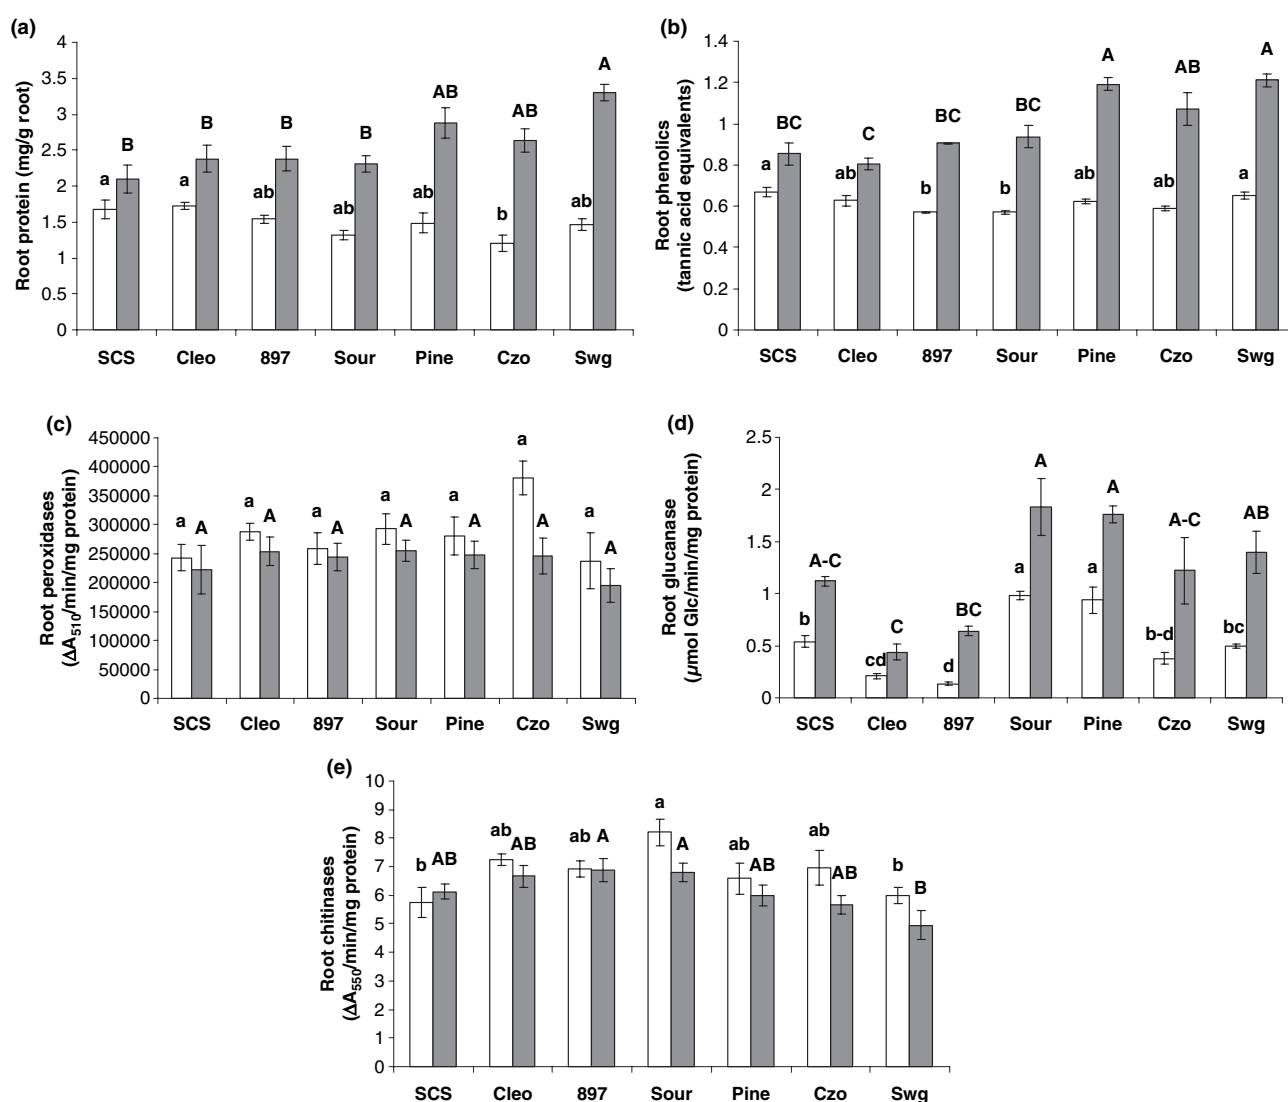 (a)
Root protein (mg/g root)
4
3.5
3
2.5
2
1.5
1
0.5
0
a B a B ab B ab B ab AB b AB ab A
SCS Cleo 897 Sour Pine Czo Swg
(b)
Root phenolics
(tannic acid equivalents)
1.4
1.2
1
0.8
0.6
0.4
0.2
0
a BC ab C b BC b BC ab A ab AB a A
SCS Cleo 897 Sour Pine Czo Swg
(c)
Root peroxidases
(ΔA510/min/mg protein)
450000
400000
350000
300000
250000
200000
150000
100000
50000
0
a A a A a A a A a A a A a A
SCS Cleo 897 Sour Pine Czo Swg
(d)
Root glucanase
(µmol Glc/min/mg protein)
2.5
2
1.5
1
0.5
0
b A-C cd C d BC a A a A b-d A-C bc AB
SCS Cleo 897 Sour Pine Czo Swg
(e)
Root chitinases
(ΔA550/min/mg protein)
10
9
8
7
6
5
4
3
2
1
0
b AB ab AB ab A a A ab AB ab AB b B
SCS Cleo 897 Sour Pine Czo Swg